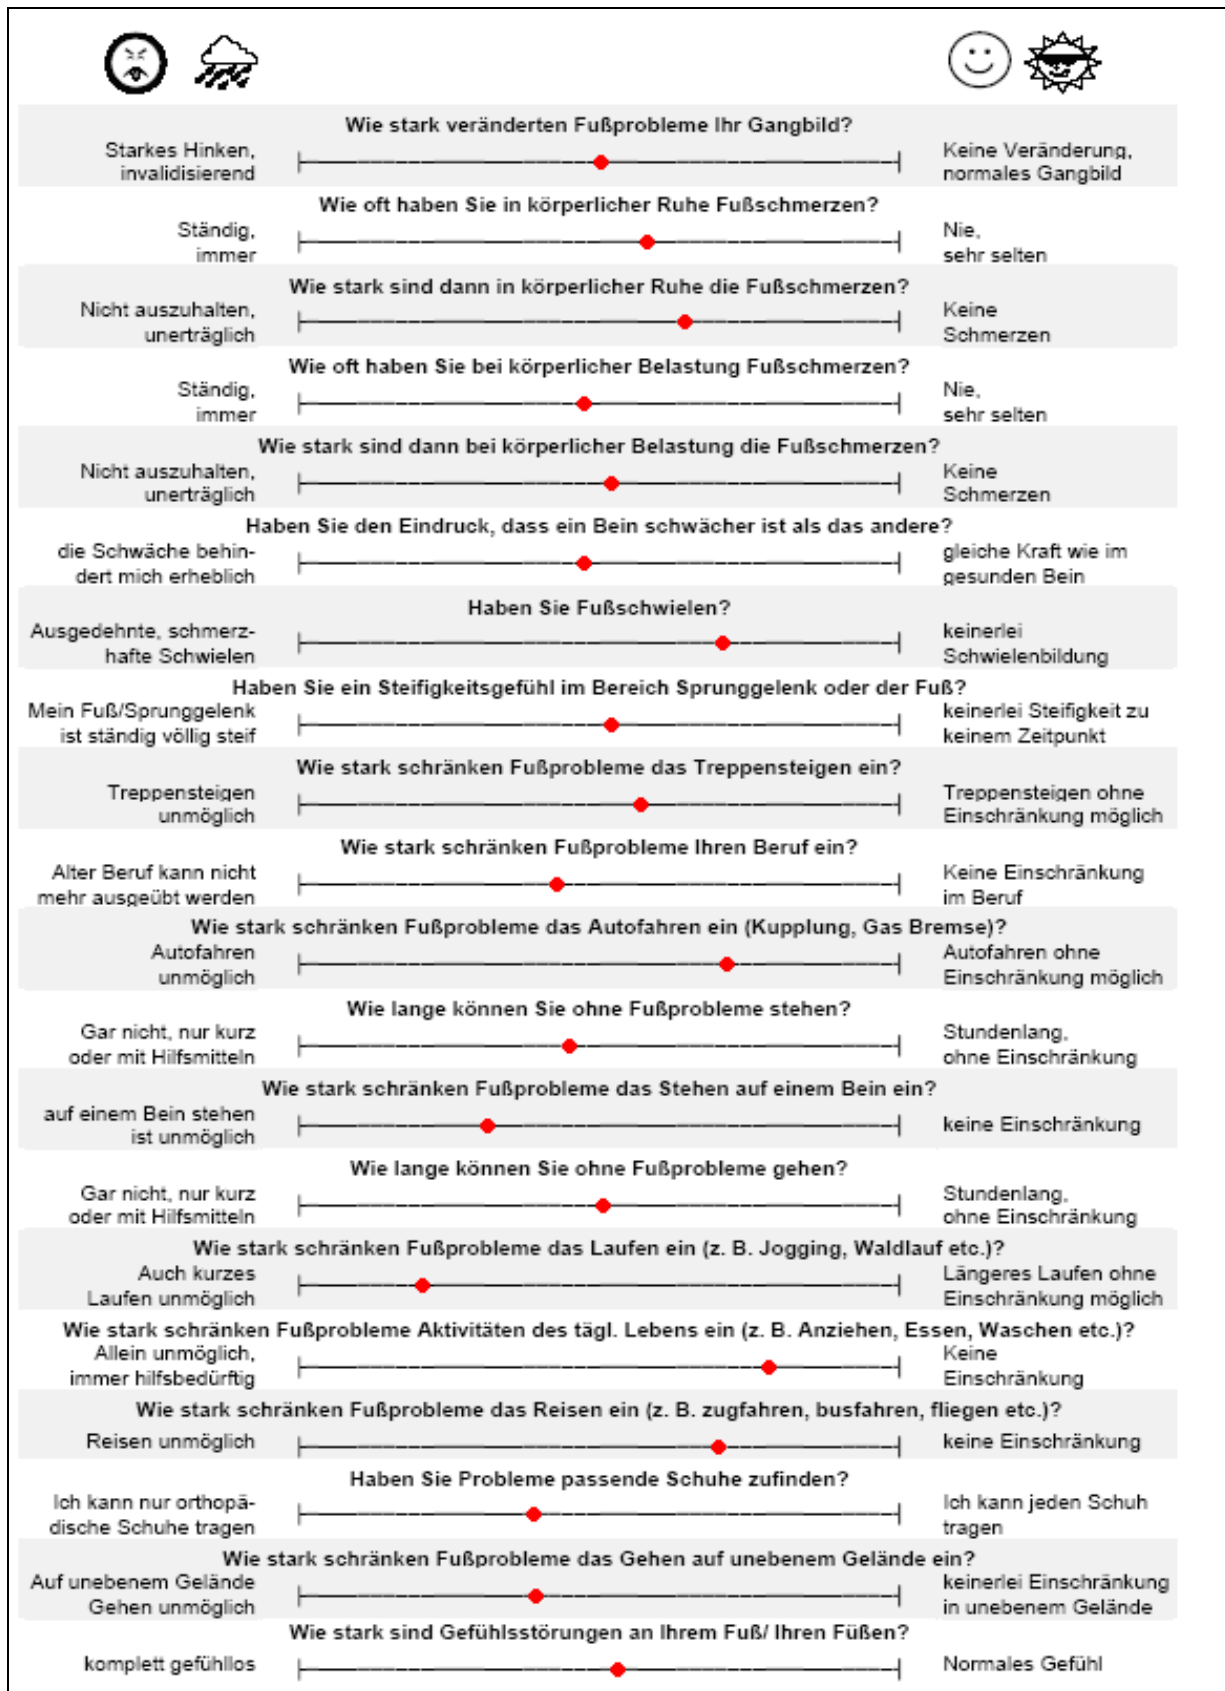 Wie stark veränderten Fußprobleme Ihr Gangbild?
Starkes Hinken,
invalidisierend
Keine Veränderung,
normales Gangbild
Wie oft haben Sie in körperlicher Ruhe Fußschmerzen?
Ständig,
immer
Nie,
sehr selten
Wie stark sind dann in körperlicher Ruhe die Fußschmerzen?
Nicht auszuhalten,
unerträglich
Keine
Schmerzen
Wie oft haben Sie bei körperlicher Belastung Fußschmerzen?
Ständig,
immer
Nie,
sehr selten
Wie stark sind dann bei körperlicher Belastung die Fußschmerzen?
Nicht auszuhalten,
unerträglich
Keine
Schmerzen
Haben Sie den Eindruck, dass ein Bein schwächer ist als das andere?
die Schwäche behin-
dert mich erheblich
gleiche Kraft wie im
gesunden Bein
Haben Sie Fußschwielen?
Ausgedehnte, schmerz-
hafte Schwielen
keinerlei
Schwielenbildung
Haben Sie ein Steifigkeitsgefühl im Bereich Sprunggelenk oder der Fuß?
Mein Fuß/Sprunggelenk
ist ständig völlig steif
keinerlei Steifigkeit zu
keinem Zeitpunkt
Wie stark schränken Fußprobleme das Treppensteigen ein?
Treppensteigen
unmöglich
Treppensteigen ohne
Einschränkung möglich
Wie stark schränken Fußprobleme Ihren Beruf ein?
Alter Beruf kann nicht
mehr ausgeübt werden
Keine Einschränkung
im Beruf
Wie stark schränken Fußprobleme das Autofahren ein (Kupplung, Gas Bremse)?
Autofahren
unmöglich
Autofahren ohne
Einschränkung möglich
Wie lange können Sie ohne Fußprobleme stehen?
Gar nicht, nur kurz
oder mit Hilfsmitteln
Stundenlang,
ohne Einschränkung
Wie stark schränken Fußprobleme das Stehen auf einem Bein ein?
auf einem Bein stehen
ist unmöglich
keine Einschränkung
Wie lange können Sie ohne Fußprobleme gehen?
Gar nicht, nur kurz
oder mit Hilfsmitteln
Stundenlang,
ohne Einschränkung
Wie stark schränken Fußprobleme das Laufen ein (z. B. Jogging, Waldlauf etc.)?
Auch kurzes
Laufen unmöglich
Längeres Laufen ohne
Einschränkung möglich
Wie stark schränken Fußprobleme Aktivitäten des tägl. Lebens ein (z. B. Anziehen, Essen, Waschen etc.)?
Allein unmöglich,
immer hilfsbedürftig
Keine
Einschränkung
Wie stark schränken Fußprobleme das Reisen ein (z. B. zugfahren, busfahren, fliegen etc.)?
Reisen unmöglich
keine Einschränkung
Haben Sie Probleme passende Schuhe zufinden?
Ich kann nur orthopä-
dische Schuhe tragen
Ich kann jeden Schuh
tragen
Wie stark schränken Fußprobleme das Gehen auf unebenem Gelände ein?
Auf unebenem Gelände
Gehen unmöglich
keinerlei Einschränkung
in unebenem Gelände
Wie stark sind Gefühlsstörungen an Ihrem Fuß/ Ihren Füßen?
komplett gefühllos
Normales Gefühl